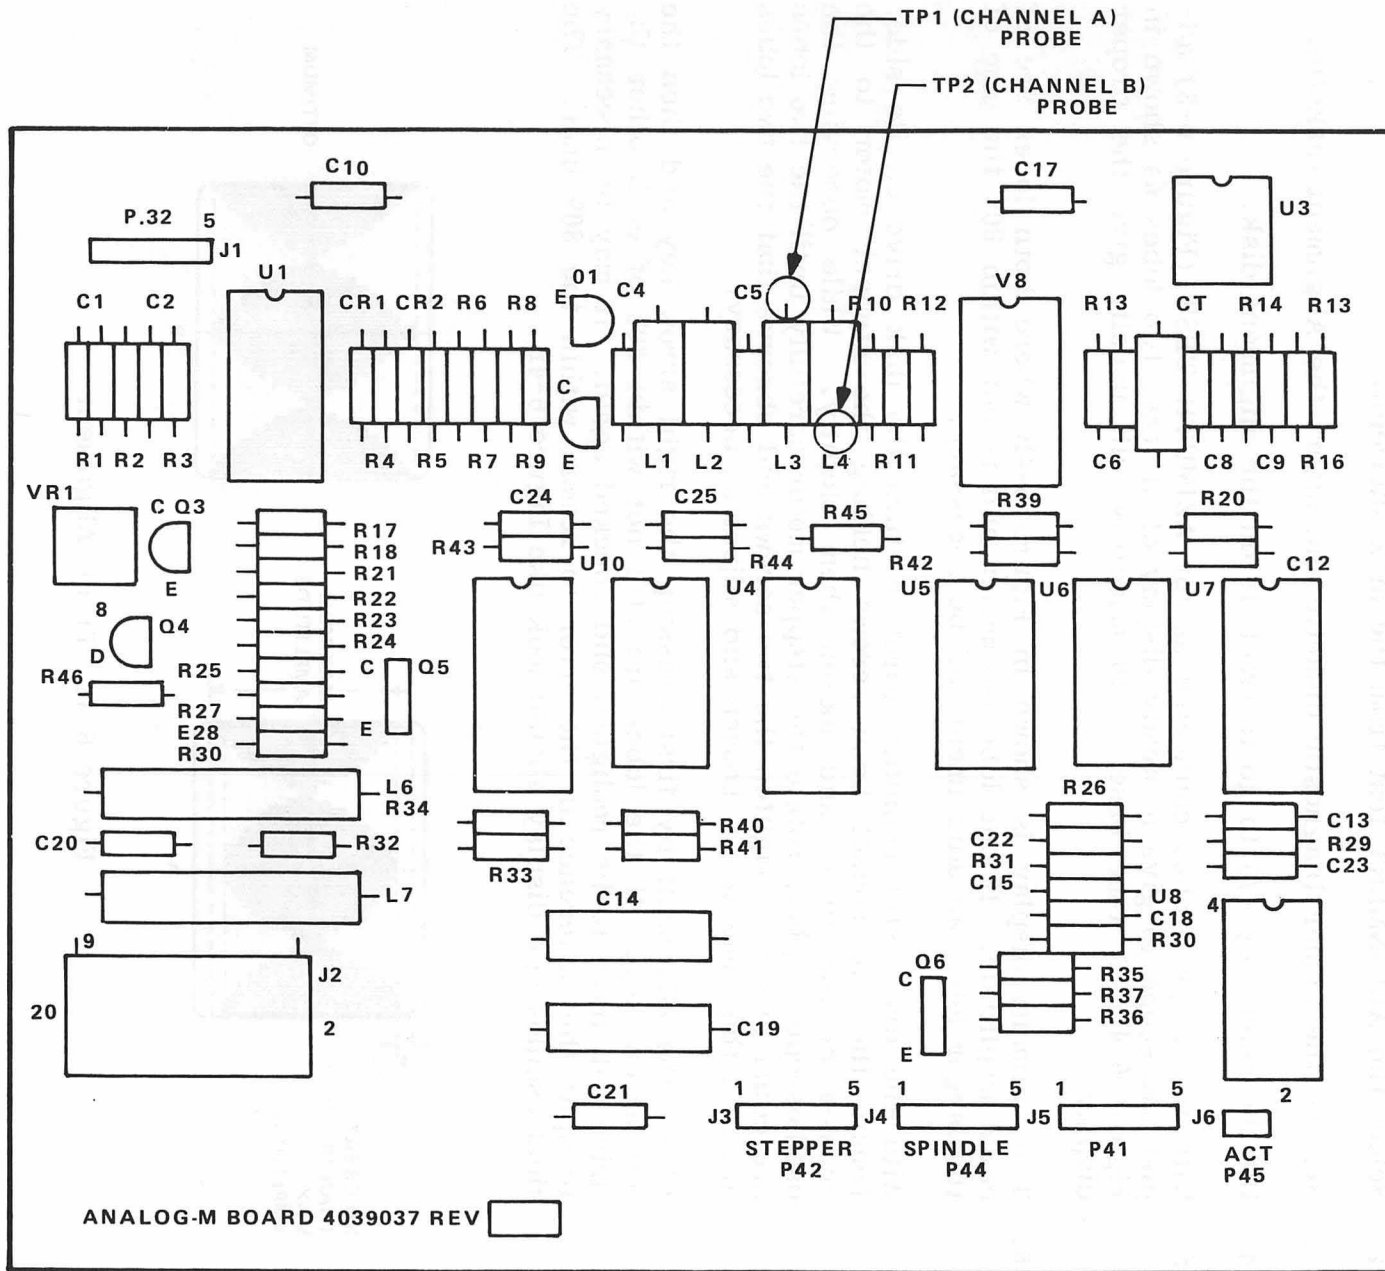 TP1 (CHANNEL A)
PROBE
TP2 (CHANNEL B)
PROBE
C10
C17
P.32 5
J1
U3
U1
C1 C2
CR1 CR2 R6 R8
E 01
C4
C5
R10 R12
V8
R13 CT R14 R13
C
E
R1 R2 R3
R4 R5 R7 R9
L1 L2 L3 L4 R11
C6 C8 C9 R16
VR1
C Q3
E
R17
R18
R21
R22
R23
R24
R25
R27
E28
R30
C24
R43
C25
R44
R45
R42
R39
R20
C12
U10
U4
U5
U6
U7
8
Q4
D
R46
C Q5
E
L6
R34
C20
R32
L7
R33
R40
R41
R26
C22
R31
C15
U8
C18
R30
C13
R29
C23
4
C14
9
J2
20
2
Q6
C
E
R35
R37
R36
C19
C21
1 5
J3
STEPPER
P42
J4
1 5
SPINDLE
P44
J5
1 5
P41
J6
2
ACT
P45
ANALOG-M BOARD 4039037 REV